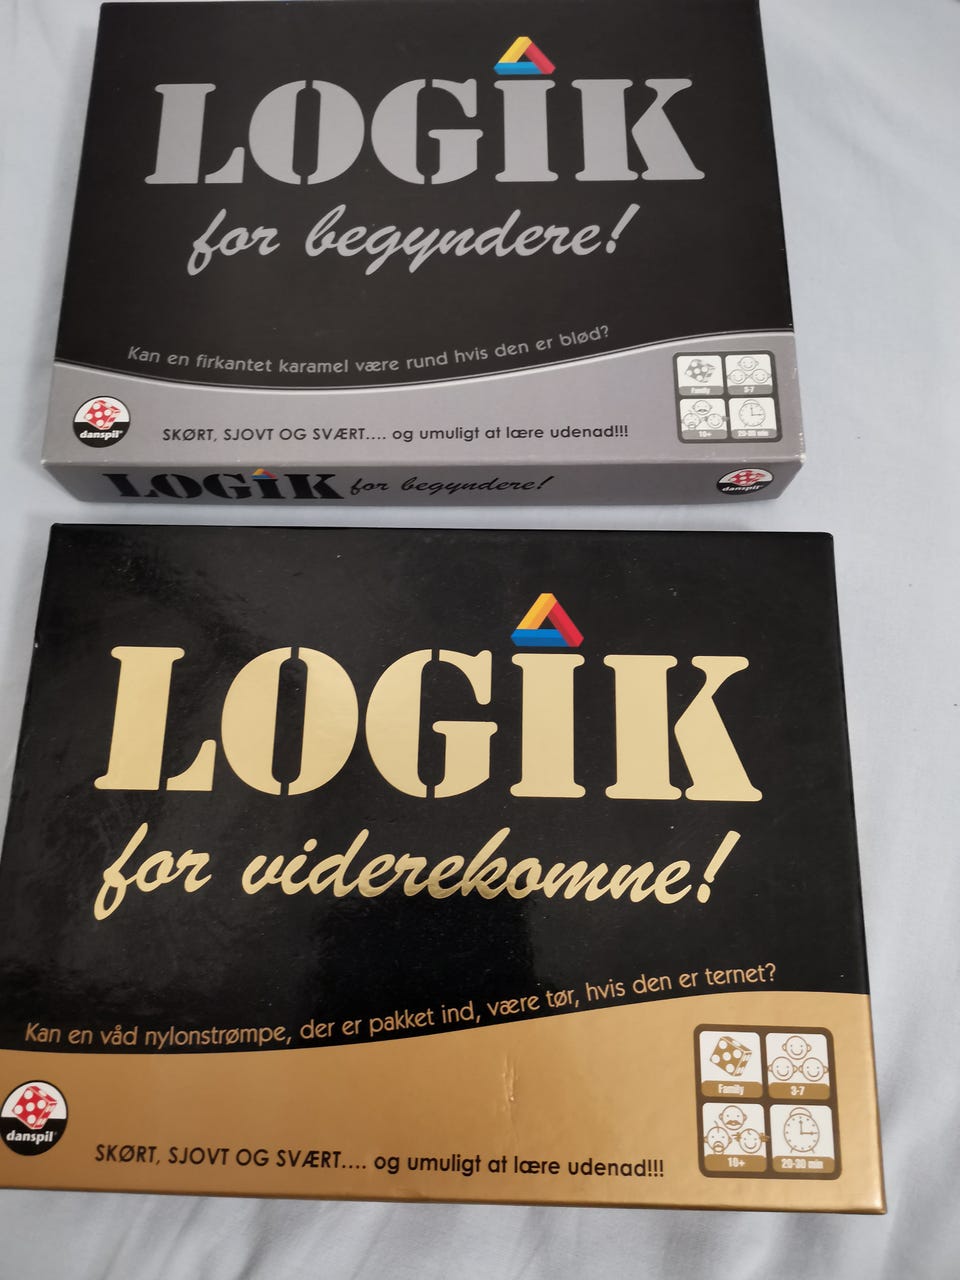 LOGIK
for begyndere!
Kan en firkantet karamel være rund hvis den er blød?
Family
3-7
10+
20-30 min
danspil
SKØRT, SJOVT OG SVÆRT.... og umuligt at lære udenad!!!
LOGIK for begyndere!
danspil
LOGIK
for viderekomne!
Kan en våd nylonstrømpe, der er pakket ind, være tør, hvis den er ternet?
Family
3-7
10+
20-30 min
danspil
SKØRT, SJOVT OG SVÆRT.... og umuligt at lære udenad!!!